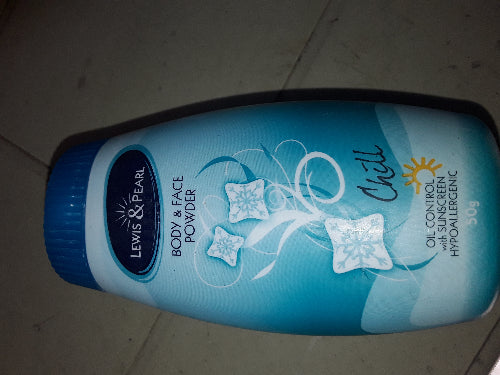 LEWIS & PEARL
BODY & FACE
POWDER
Chill
OIL CONTROL
with SUNSCREEN
HYPOALLERGENIC
50g